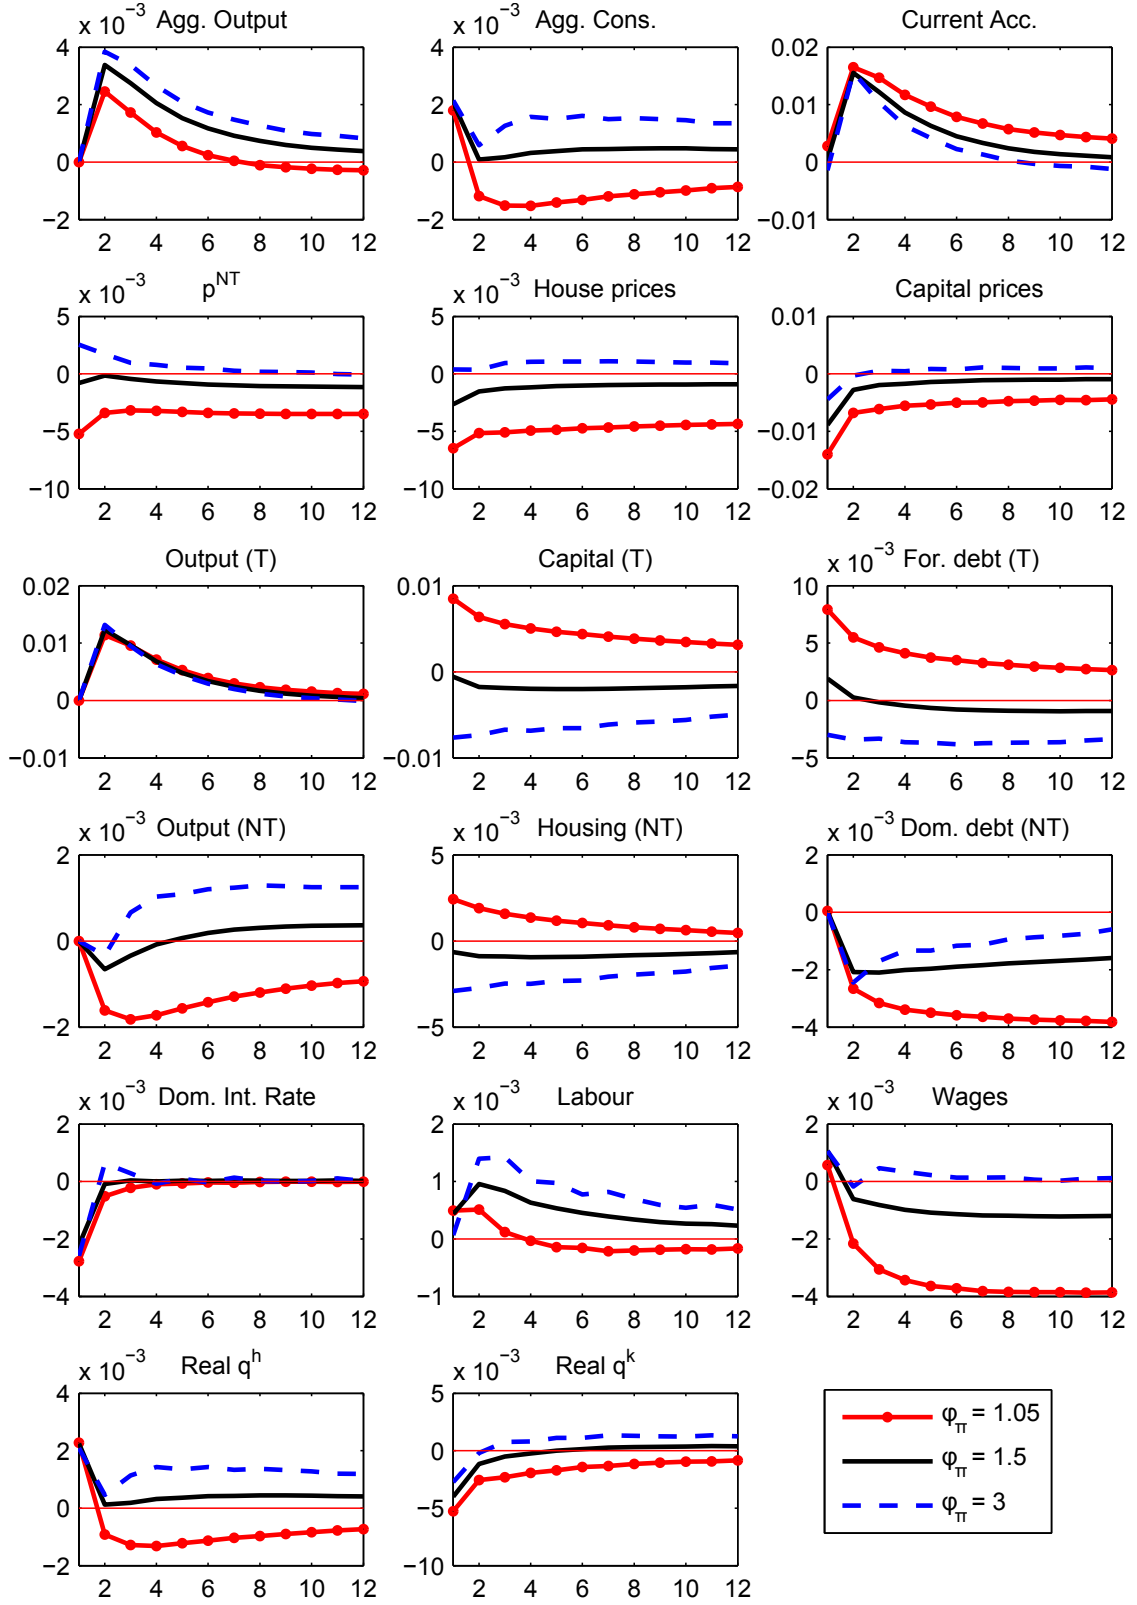 x 10⁻³ Agg. Output
4
2
0
−2
2 4 6 8 10 12
x 10⁻³ Agg. Cons.
4
2
0
−2
2 4 6 8 10 12
Current Acc.
0.02
0.01
0
−0.01
2 4 6 8 10 12
x 10⁻³ p^NT
5
0
−5
−10
2 4 6 8 10 12
x 10⁻³ House prices
5
0
−5
−10
2 4 6 8 10 12
Capital prices
0.01
0
−0.01
−0.02
2 4 6 8 10 12
Output (T)
0.02
0.01
0
−0.01
2 4 6 8 10 12
Capital (T)
0.01
0
−0.01
2 4 6 8 10 12
x 10⁻³ For. debt (T)
10
5
0
−5
2 4 6 8 10 12
x 10⁻³ Output (NT)
2
0
−2
2 4 6 8 10 12
x 10⁻³ Housing (NT)
5
0
−5
2 4 6 8 10 12
x 10⁻³ Dom. debt (NT)
2
0
−2
−4
2 4 6 8 10 12
x 10⁻³ Dom. Int. Rate
2
0
−2
−4
2 4 6 8 10 12
x 10⁻³ Labour
2
1
0
−1
2 4 6 8 10 12
x 10⁻³ Wages
2
0
−2
−4
2 4 6 8 10 12
x 10⁻³ Real q^h
4
2
0
−2
2 4 6 8 10 12
x 10⁻³ Real q^k
5
0
−5
−10
2 4 6 8 10 12
φ_π = 1.05
φ_π = 1.5
φ_π = 3